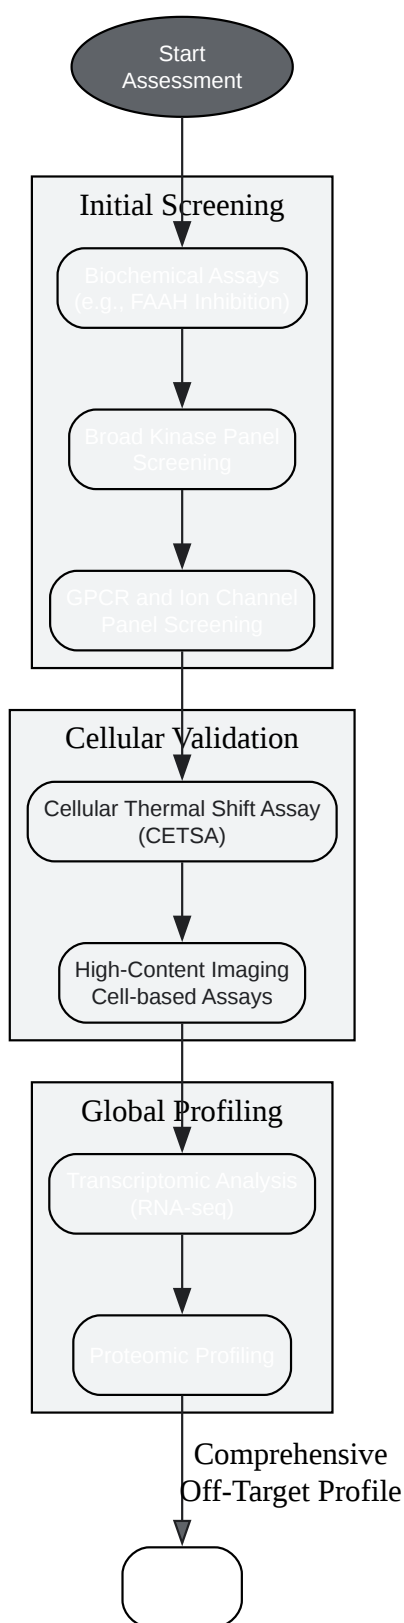 Start
Assessment
Initial Screening
Biochemical Assays
(e.g., FAAH Inhibition)
Broad Kinase Panel
Screening
GPCR and Ion Channel
Panel Screening
Cellular Validation
Cellular Thermal Shift Assay
(CETSA)
High-Content Imaging
Cell-based Assays
Global Profiling
Transcriptomic Analysis
(RNA-seq)
Proteomic Profiling
Comprehensive
Off-Target Profile